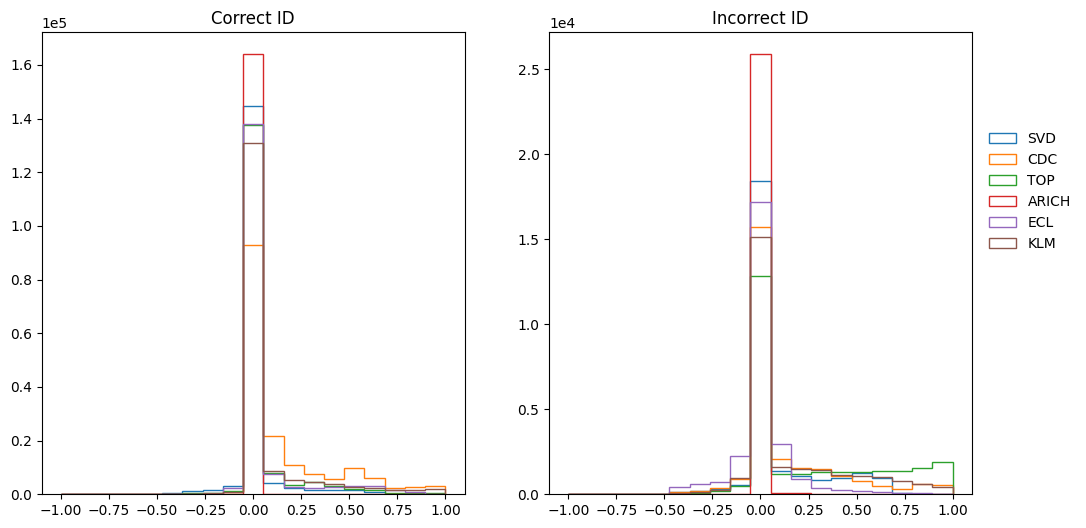 Correct ID
1e5
1.6
1.4
1.2
1.0
0.8
0.6
0.4
0.2
0.0
−1.00 −0.75 −0.50 −0.25 0.00 0.25 0.50 0.75 1.00
Incorrect ID
1e4
2.5
2.0
1.5
1.0
0.5
0.0
−1.00 −0.75 −0.50 −0.25 0.00 0.25 0.50 0.75 1.00
SVD
CDC
TOP
ARICH
ECL
KLM